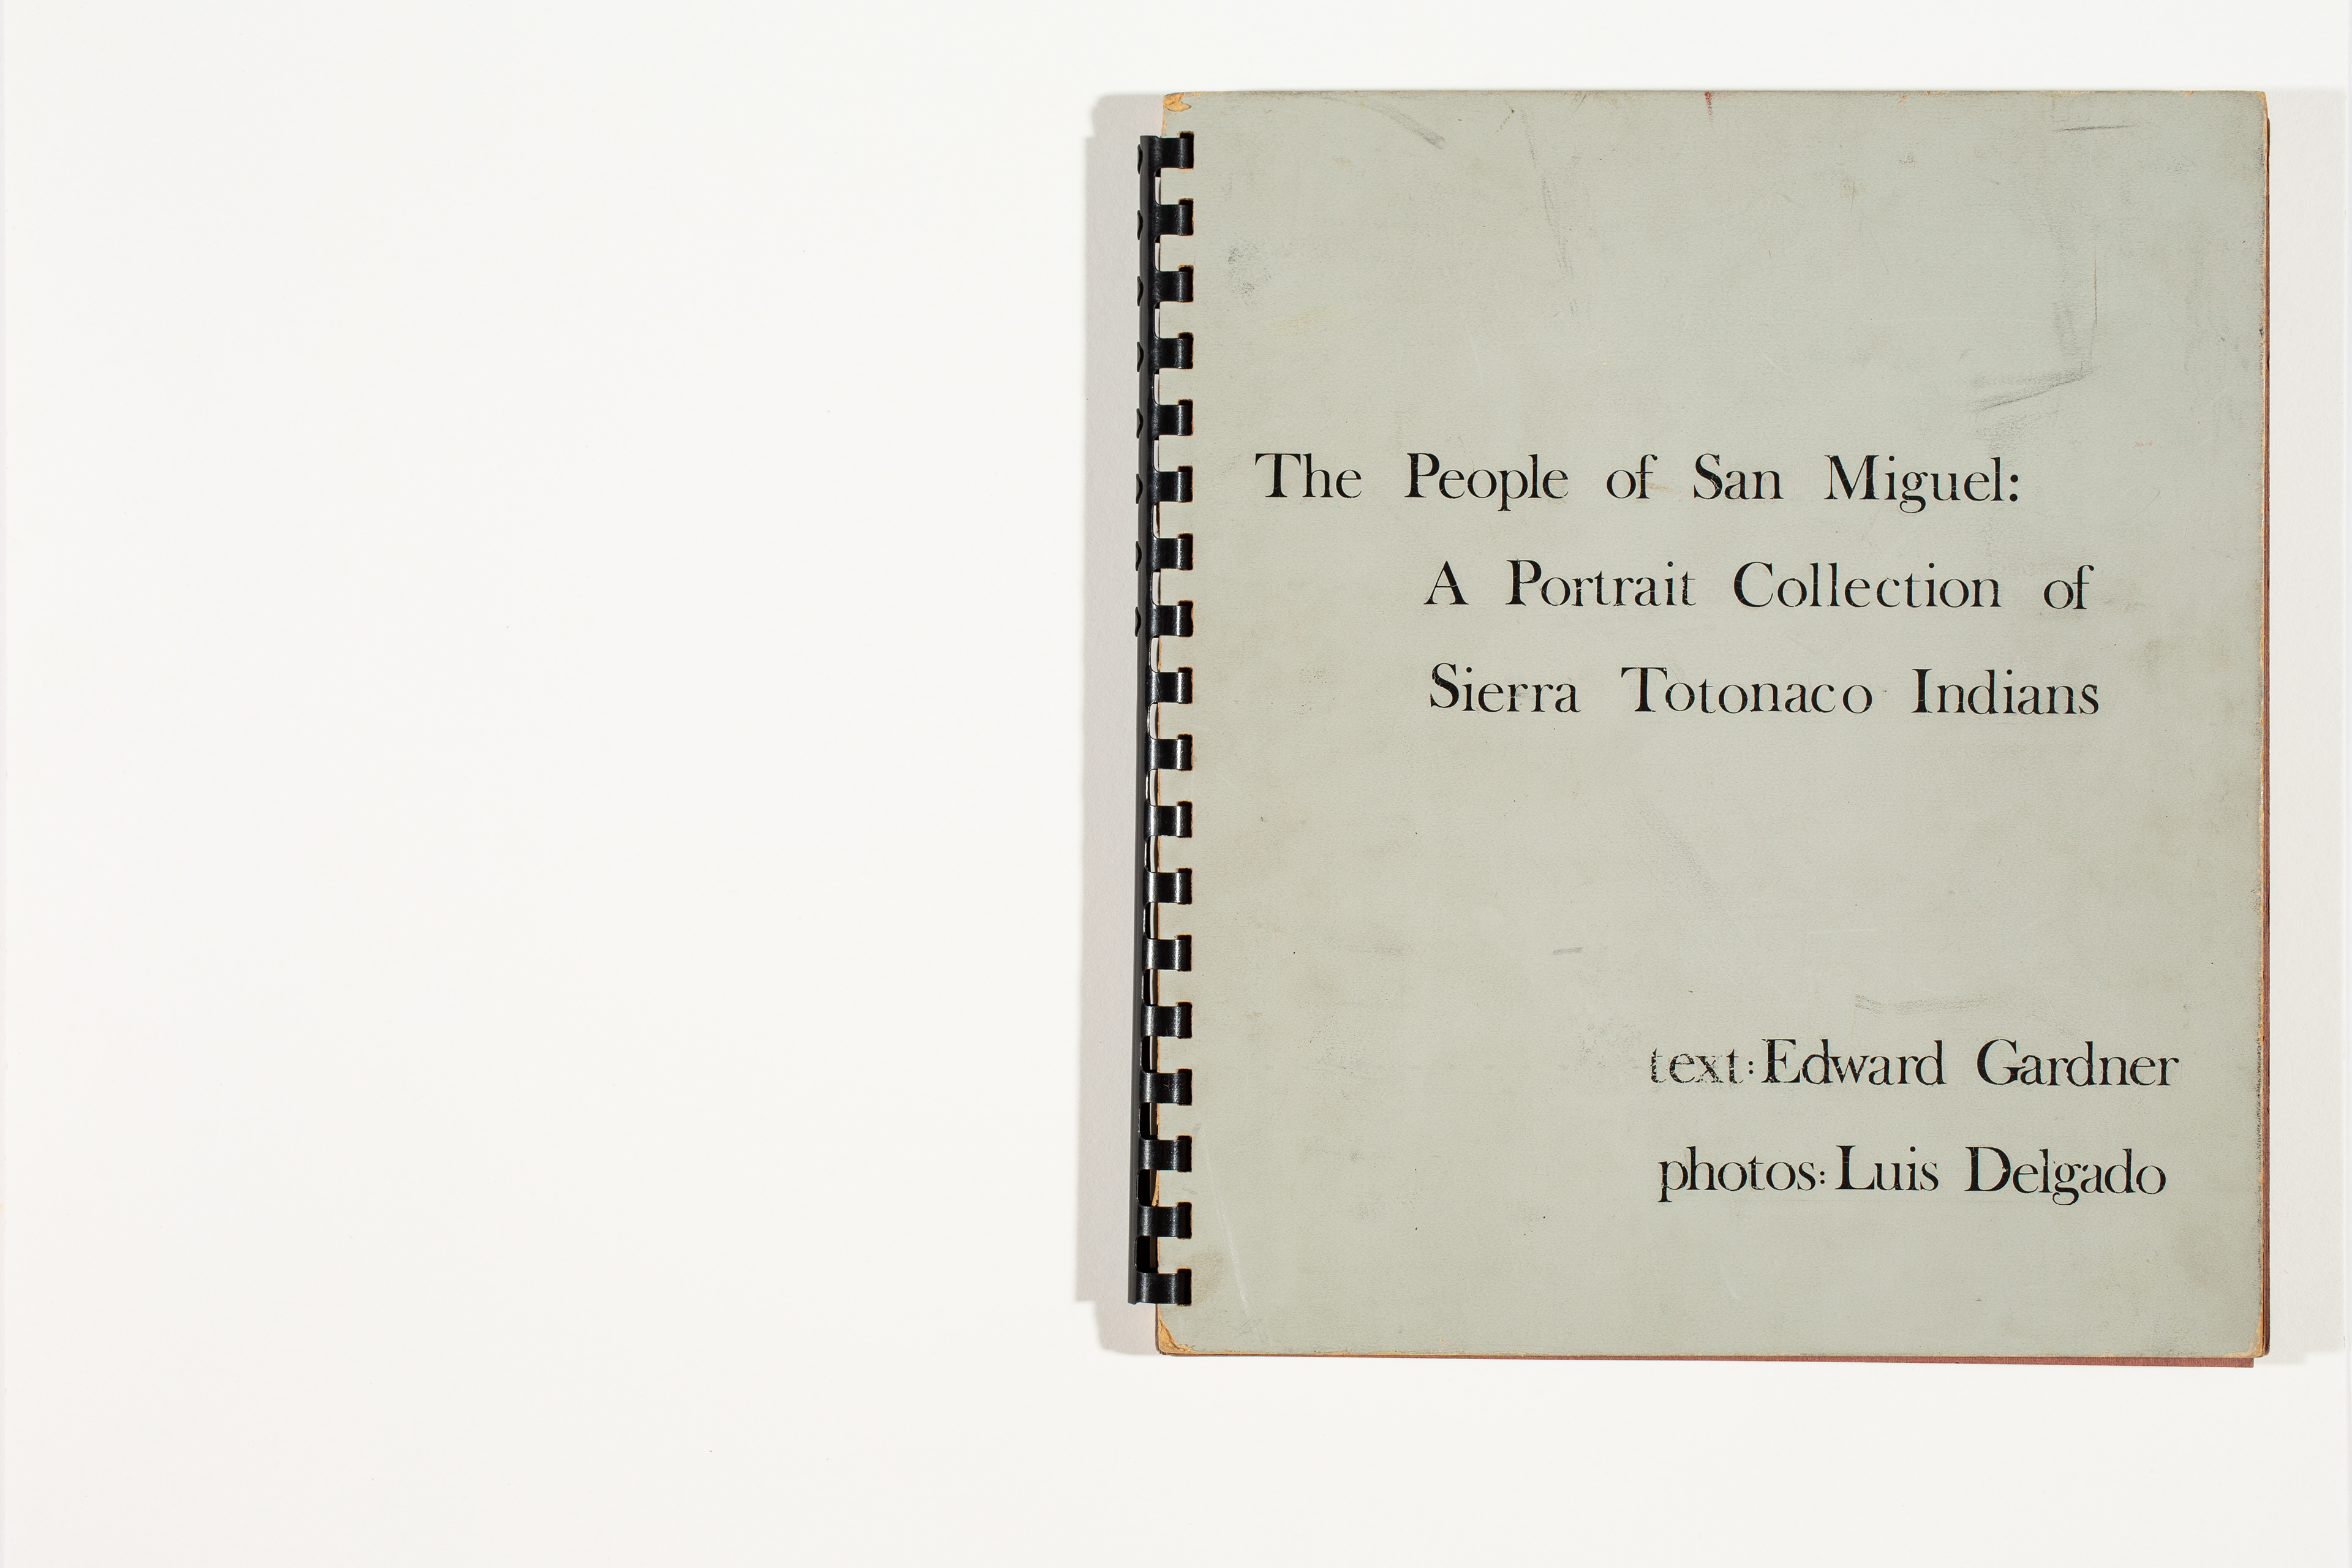 The People of San Miguel:
A Portrait Collection of
Sierra Totonaco Indians
text: Edward Gardner
photos: Luis Delgado